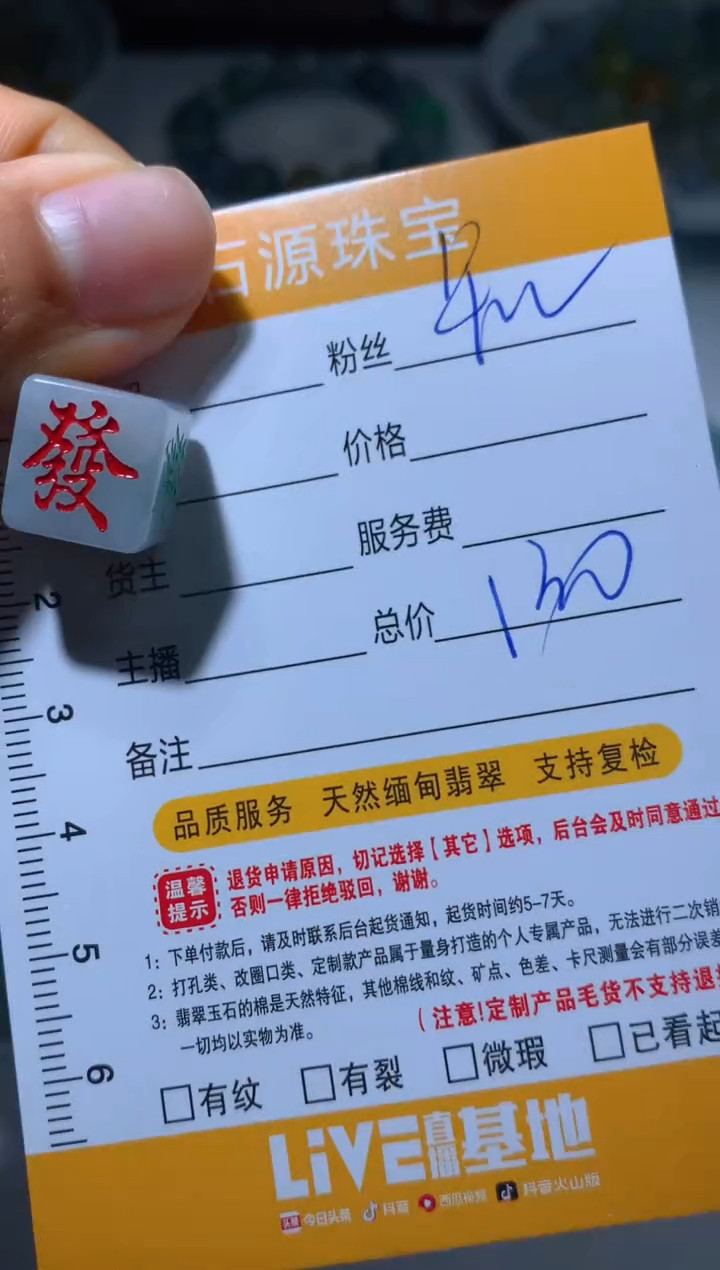 源珠宝
發
粉丝
价格
服务费
货主
总价 130
主播
备注
品质服务 天然缅甸翡翠 支持复检
温馨提示
退货申请原因，切记选择【其它】选项，后台会及时同意通过
否则一律拒绝驳回，谢谢。
1：下单付款后，请及时联系后台起货通知，起货时间约5-7天。
2：打孔类、改圈口类、定制款产品属于量身打造的个人专属产品，无法进行二次销
3：翡翠玉石的棉是天然特征，其他棉线和纹、矿点、色差、卡尺测量会有部分误差
一切均以实物为准。
（注意！定制产品毛货不支持退
□有纹 □有裂 □微瑕 □已看起
2
3
4
5
6
LiVE直播基地
头条 今日头条 抖音 西瓜视频 抖音火山版